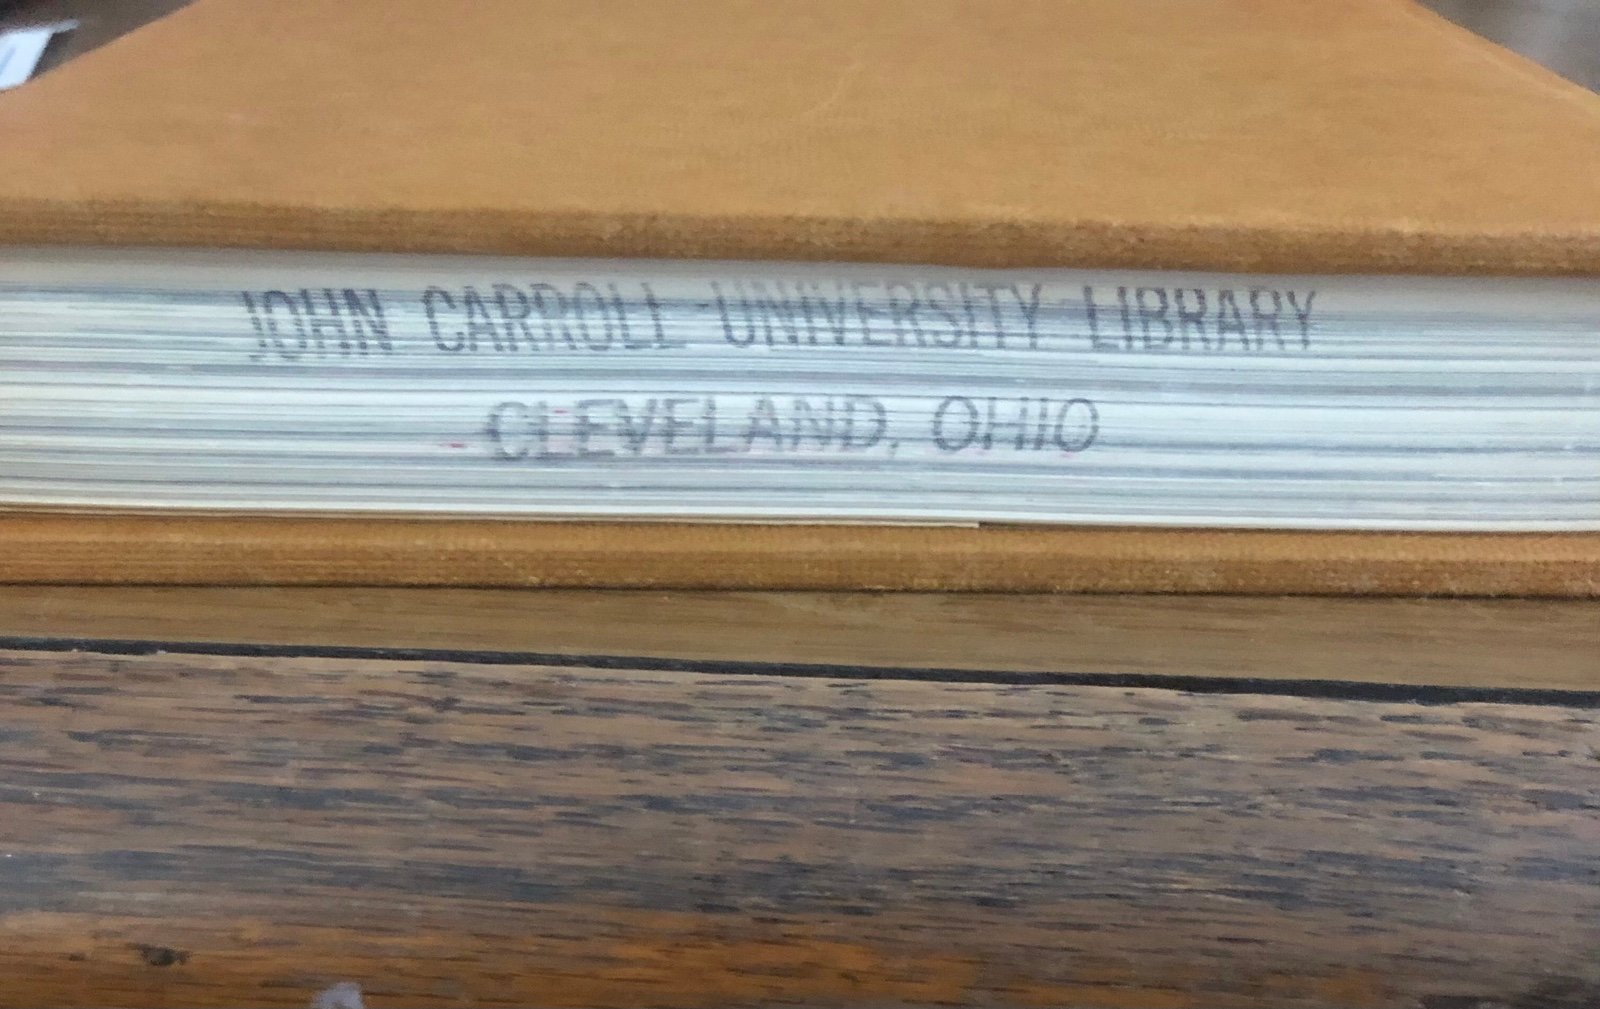 JOHN CARROLL UNIVERSITY LIBRARY
CLEVELAND, OHIO